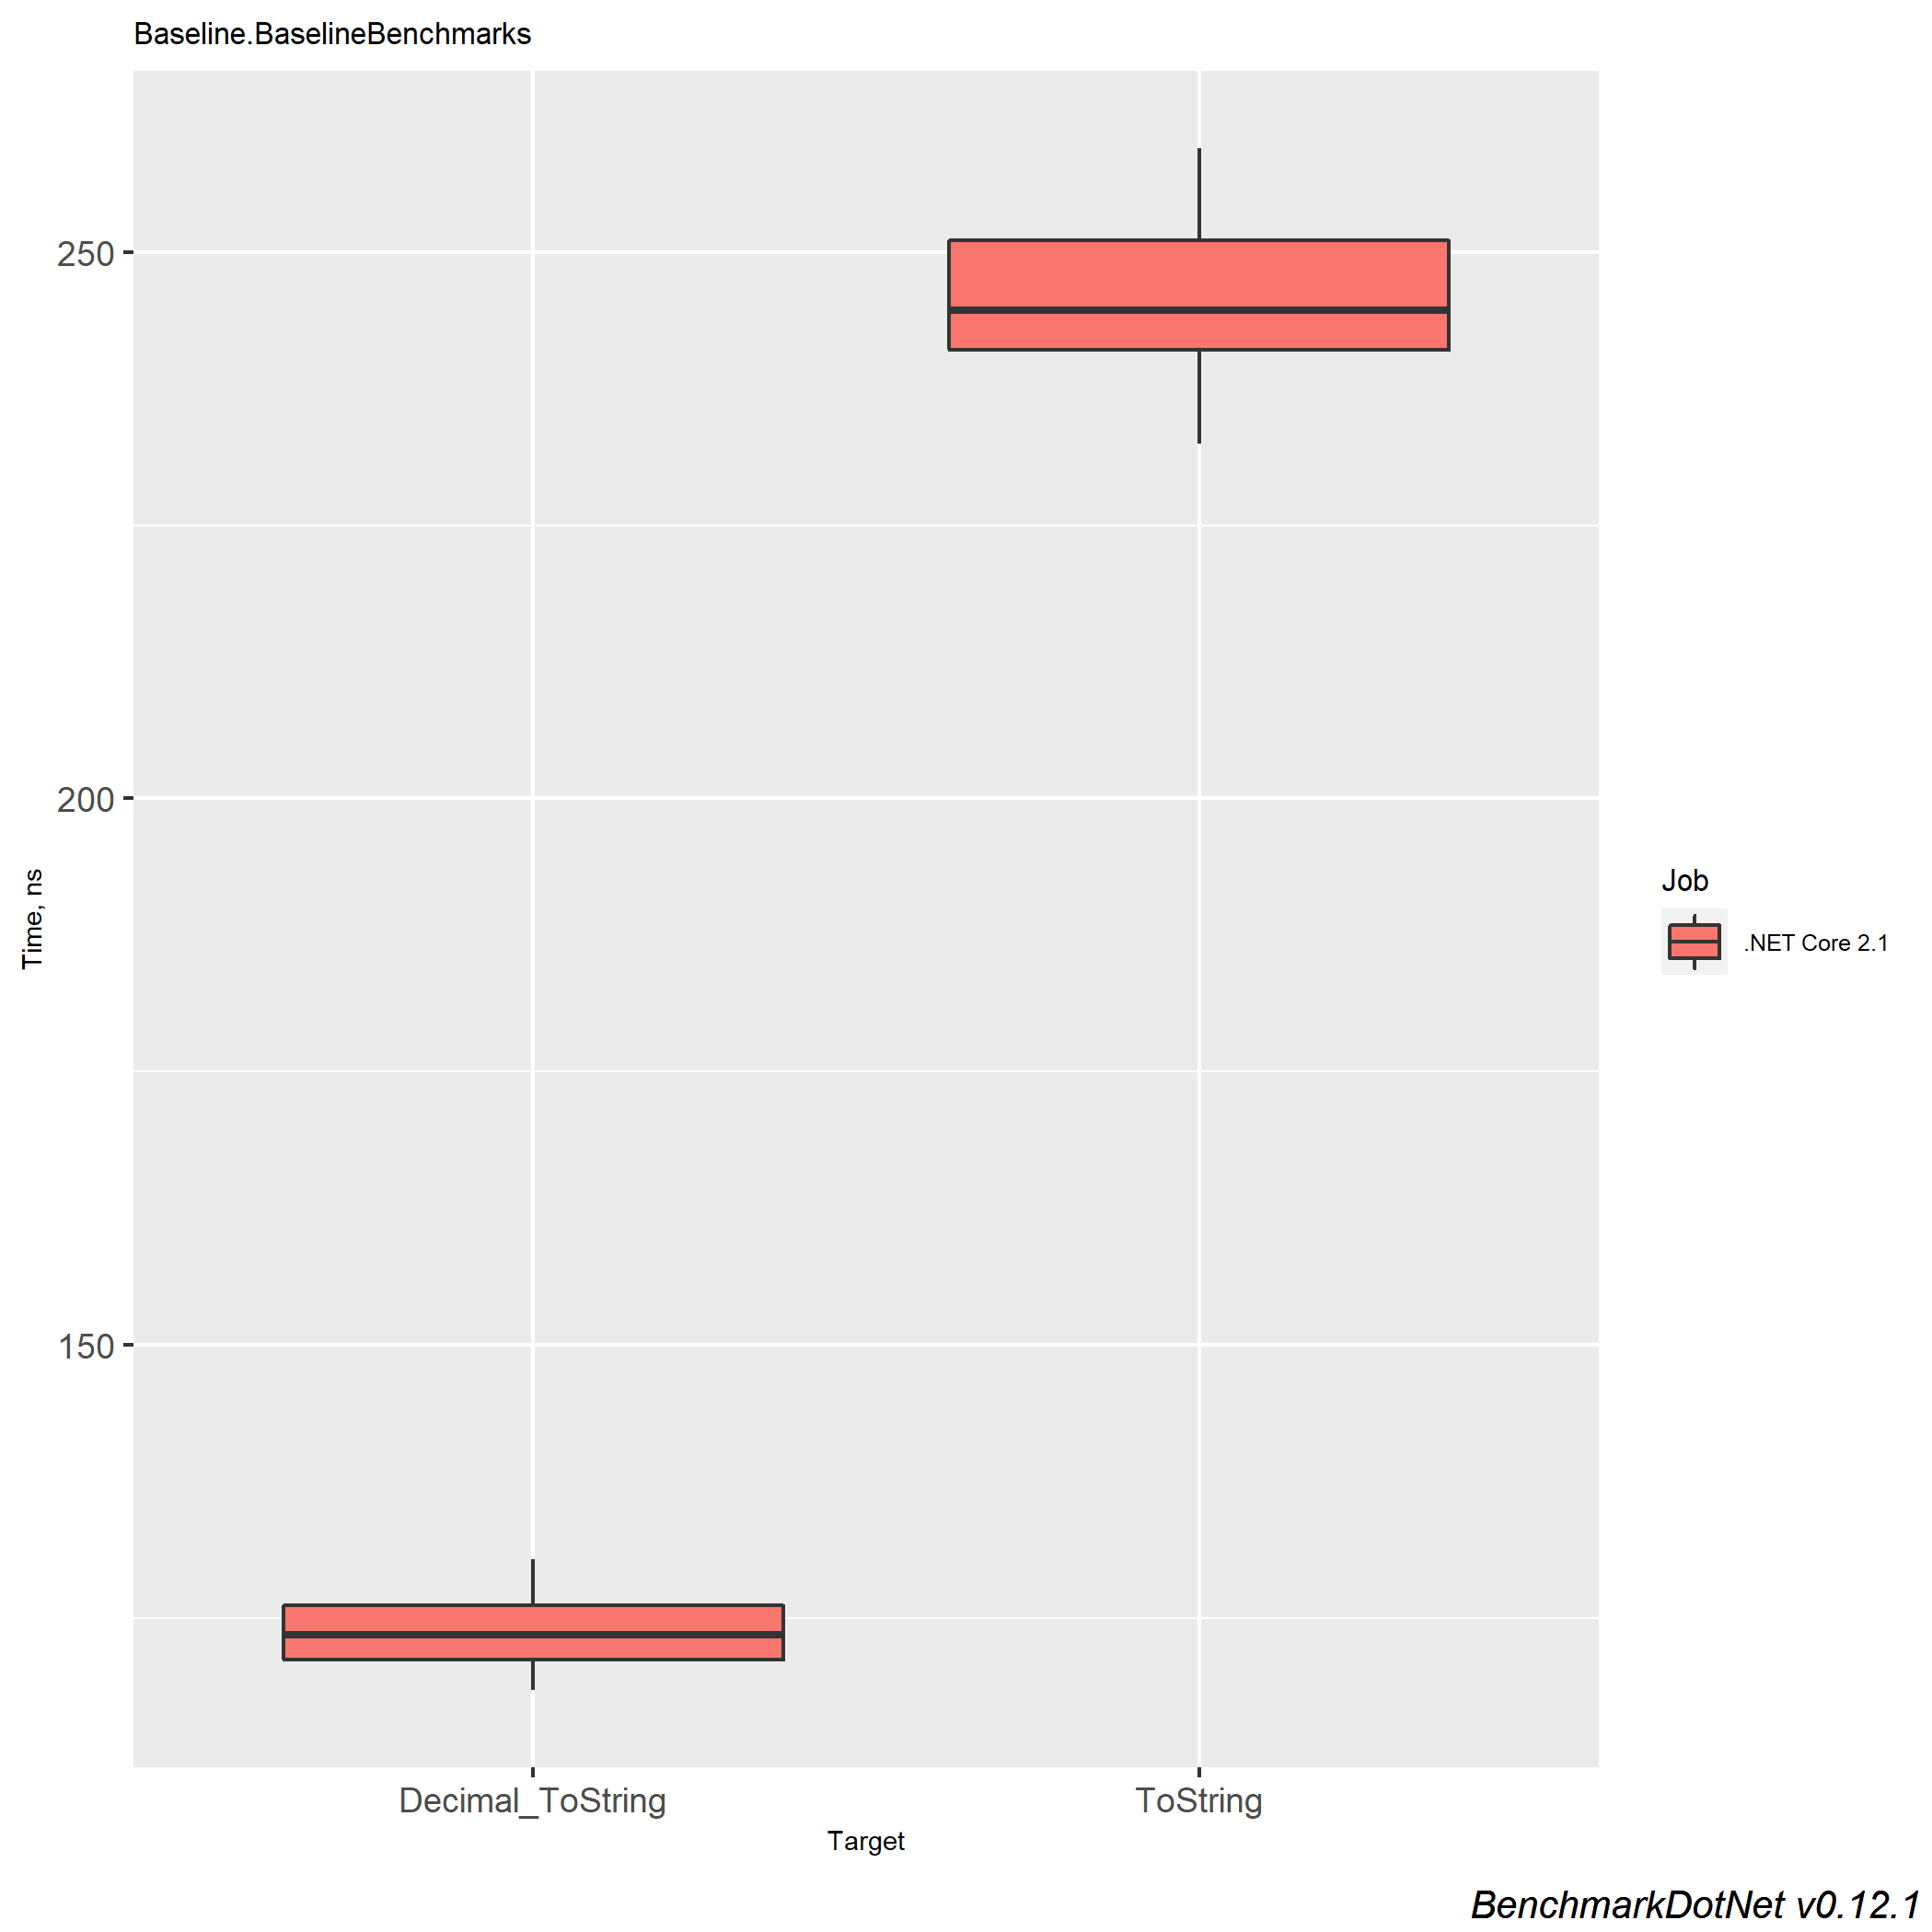 Baseline.BaselineBenchmarks
250
200
150
Time, ns
Decimal_ToString
ToString
Target
Job
.NET Core 2.1
BenchmarkDotNet v0.12.1